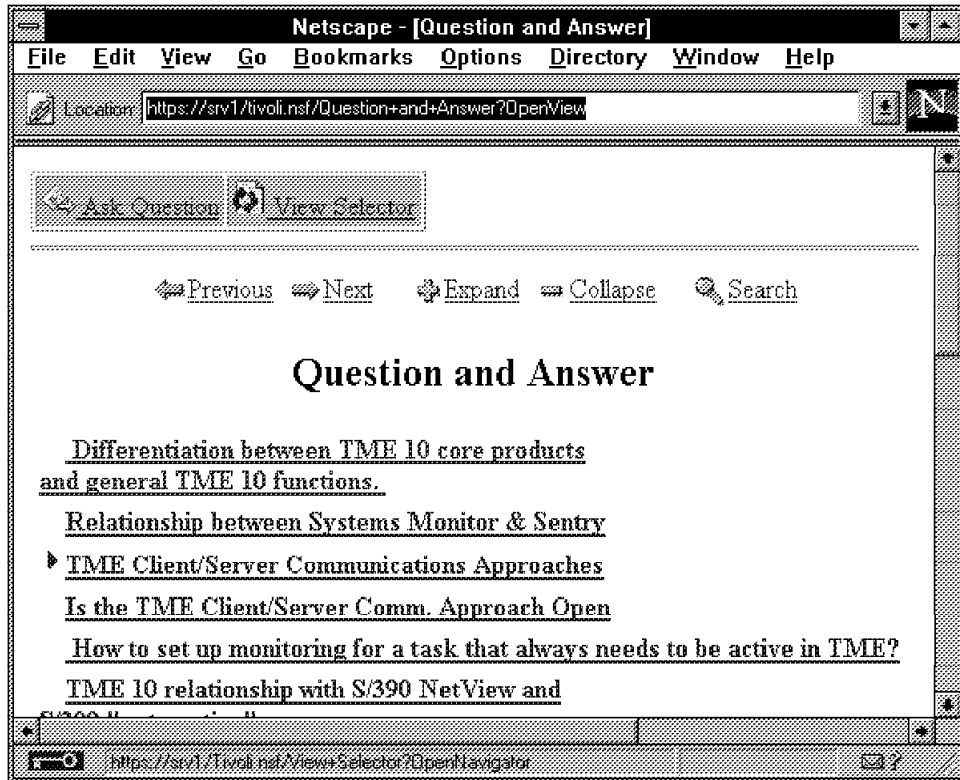 Netscape - [Question and Answer]
File Edit View Go Bookmarks Options Directory Window Help
Location: https://srv1/tivoli.nsf/Question+and+Answer?OpenView
N
Ask Question View Selector
Previous Next Expand Collapse Search
Question and Answer
Differentiation between TME 10 core products
and general TME 10 functions.
Relationship between Systems Monitor & Sentry
TME Client/Server Communications Approaches
Is the TME Client/Server Comm. Approach Open
How to set up monitoring for a task that always needs to be active in TME?
TME 10 relationship with S/390 NetView and
https://srv1/Tivoli.nsf/View+Selector?OpenNavigator